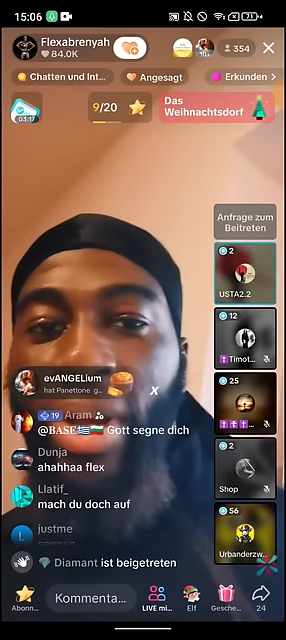 5:06
71
Flexabrenyah
84.0K
10+
354
Chatten und Int...
Angesagt
Erkunden
03:17
9/20
Das
Weihnachtsdorf
Anfrage zum
Beitreten
2
USTA2.2
12
Timot...
25
2
Shop
56
Urbanderzw...
evANGELium
hat Panettone g...
x
19 Aram
@BASE🇬🇷🇧🇬 Gott segne dich
Dunja
ahahhaa flex
Llatif_
mach du doch auf
justme
Diamant ist beigetreten
Abonn...
Kommenta...
LIVE mi...
Elf
Gesche...
24